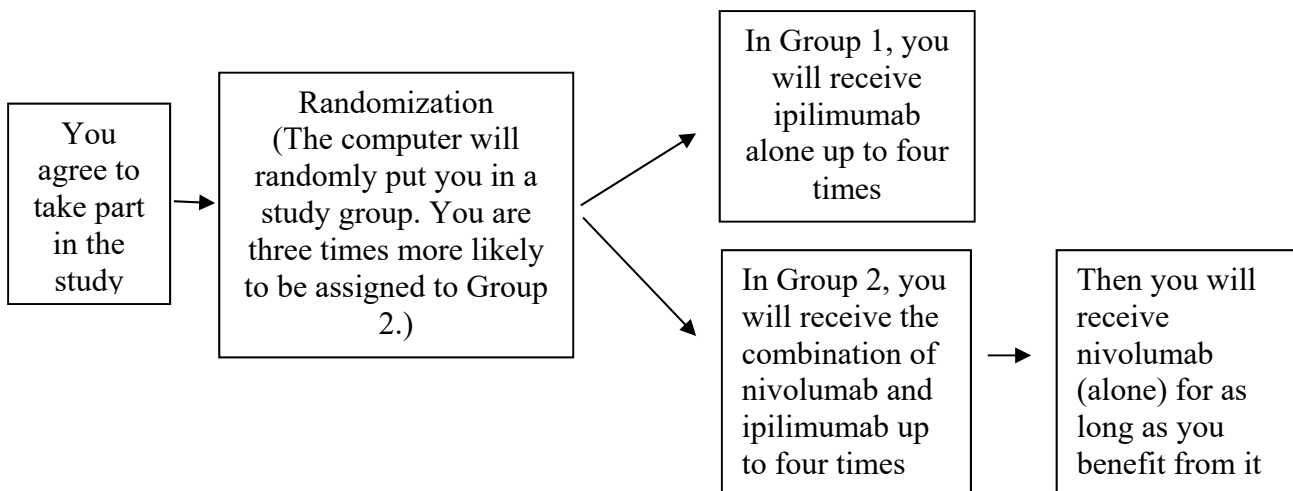 You
agree to
take part
in the
study
Randomization
(The computer will
randomly put you in a
study group. You are
three times more likely
to be assigned to Group
2.)
In Group 1, you
will receive
ipilimumab
alone up to four
times
In Group 2, you
will receive the
combination of
nivolumab and
ipilimumab up
to four times
Then you will
receive
nivolumab
(alone) for as
long as you
benefit from it